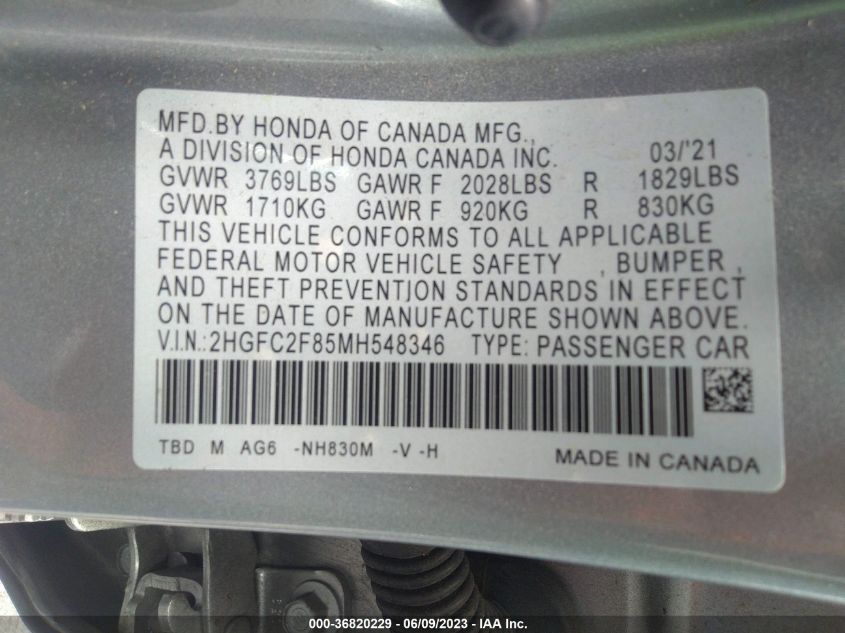 MFD.BY HONDA OF CANADA MFG.,
A DIVISION OF HONDA CANADA INC. 03/'21
GVWR 3769LBS GAWR F 2028LBS R 1829LBS
GVWR 1710KG GAWR F 920KG R 830KG
THIS VEHICLE CONFORMS TO ALL APPLICABLE
FEDERAL MOTOR VEHICLE SAFETY , BUMPER ,
AND THEFT PREVENTION STANDARDS IN EFFECT
ON THE DATE OF MANUFACTURE SHOWN ABOVE.
V.I.N.:2HGFC2F85MH548346 TYPE: PASSENGER CAR
TBD M AG6 -NH830M -V -H
MADE IN CANADA
000-36820229 - 06/09/2023 - IAA Inc.